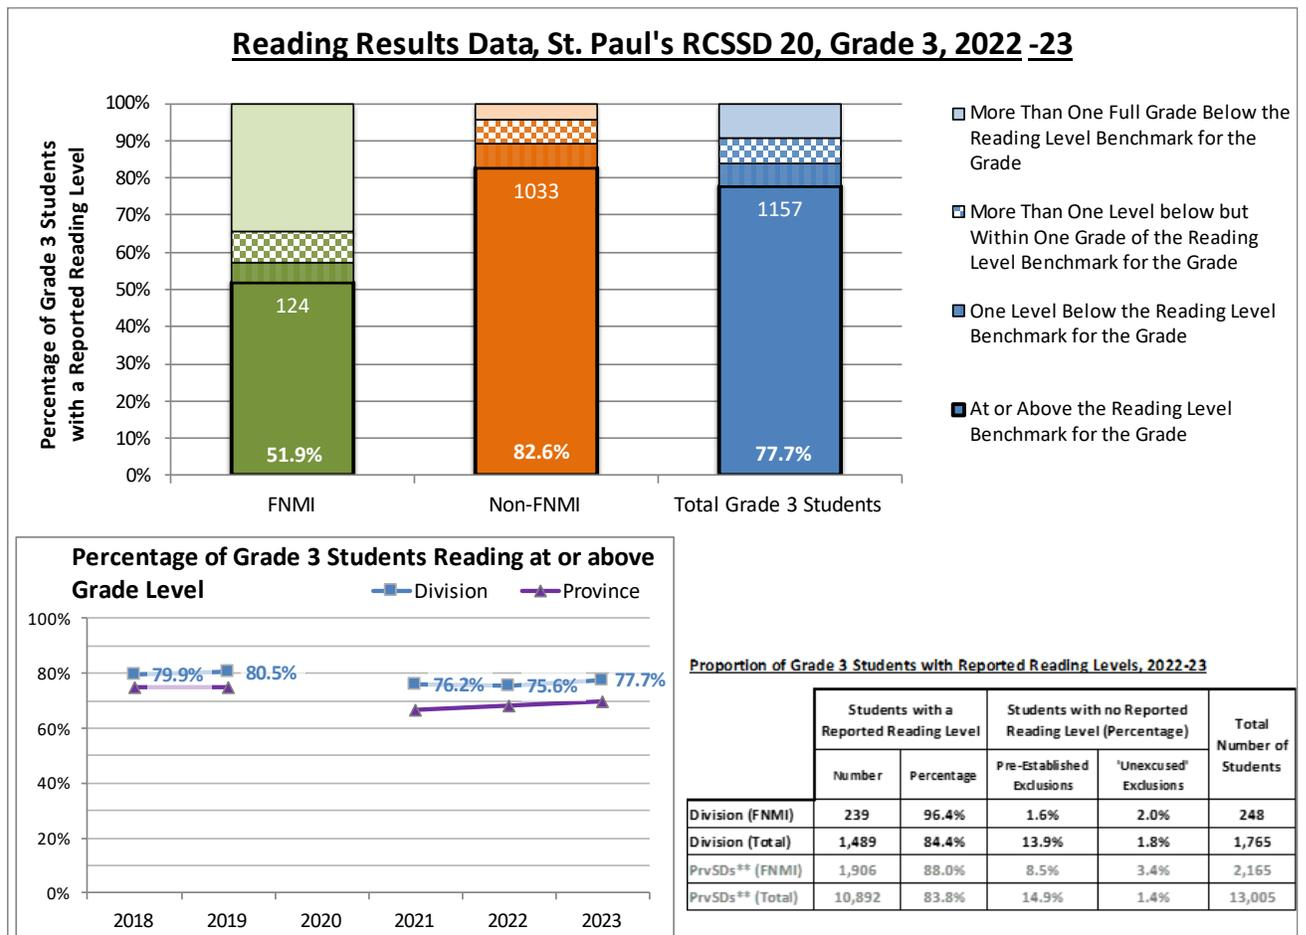 Reading Results Data, St. Paul's RCSSD 20, Grade 3, 2022 -23
Percentage of Grade 3 Students
with a Reported Reading Level
100%
90%
80%
70%
60%
50%
40%
30%
20%
10%
0%
124
51.9%
1033
82.6%
1157
77.7%
FNMI
Non-FNMI
Total Grade 3 Students
More Than One Full Grade Below the
Reading Level Benchmark for the
Grade
More Than One Level below but
Within One Grade of the Reading
Level Benchmark for the Grade
One Level Below the Reading Level
Benchmark for the Grade
At or Above the Reading Level
Benchmark for the Grade
Percentage of Grade 3 Students Reading at or above
Grade Level
Division
Province
100%
80%
60%
40%
20%
0%
79.9%
80.5%
76.2%
75.6%
77.7%
2018
2019
2020
2021
2022
2023
Proportion of Grade 3 Students with Reported Reading Levels, 2022-23
Students with a
Reported Reading Level
Students with no Reported
Reading Level (Percentage)
Total
Number of
Students
Number
Percentage
Pre-Established
Exclusions
'Unexcused'
Exclusions
Division (FNMI) 239 96.4% 1.6% 2.0% 248
Division (Total) 1,489 84.4% 13.9% 1.8% 1,765
PrvSDs** (FNMI) 1,906 88.0% 8.5% 3.4% 2,165
PrvSDs** (Total) 10,892 83.8% 14.9% 1.4% 13,005